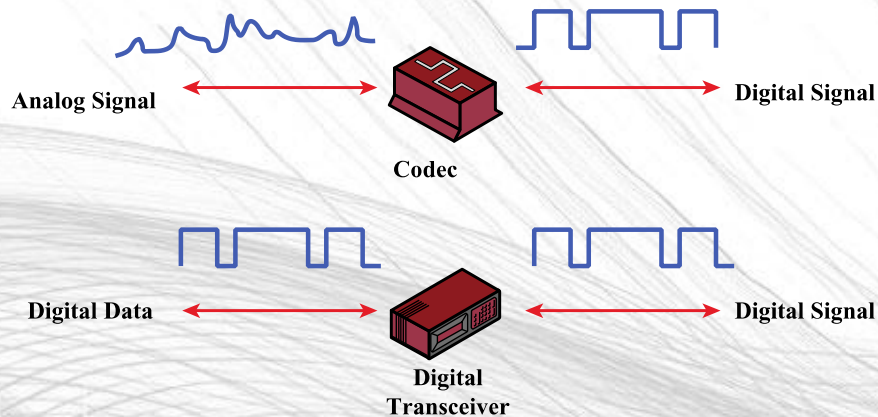 Analog Signal
Digital Signal
Codec
Digital Data
Digital Signal
Digital
Transceiver